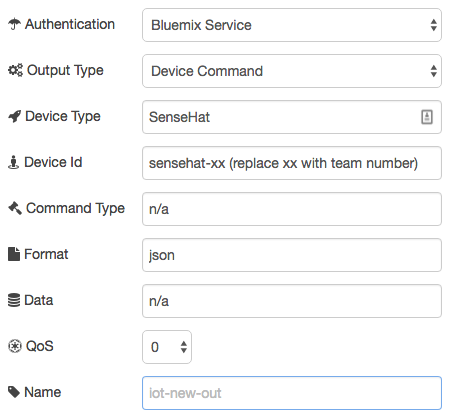 Authentication Bluemix Service
Output Type Device Command
Device Type SenseHat
Device Id sensehat-xx (replace xx with team number)
Command Type n/a
Format json
Data n/a
QoS 0
Name iot-new-out